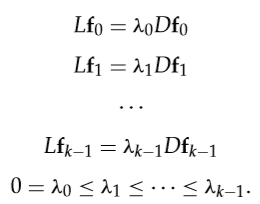 L𝐟₀ = λ₀D𝐟₀
L𝐟₁ = λ₁D𝐟₁
···
L𝐟ₖ₋₁ = λₖ₋₁D𝐟ₖ₋₁
0 = λ₀ ≤ λ₁ ≤ ··· ≤ λₖ₋₁.